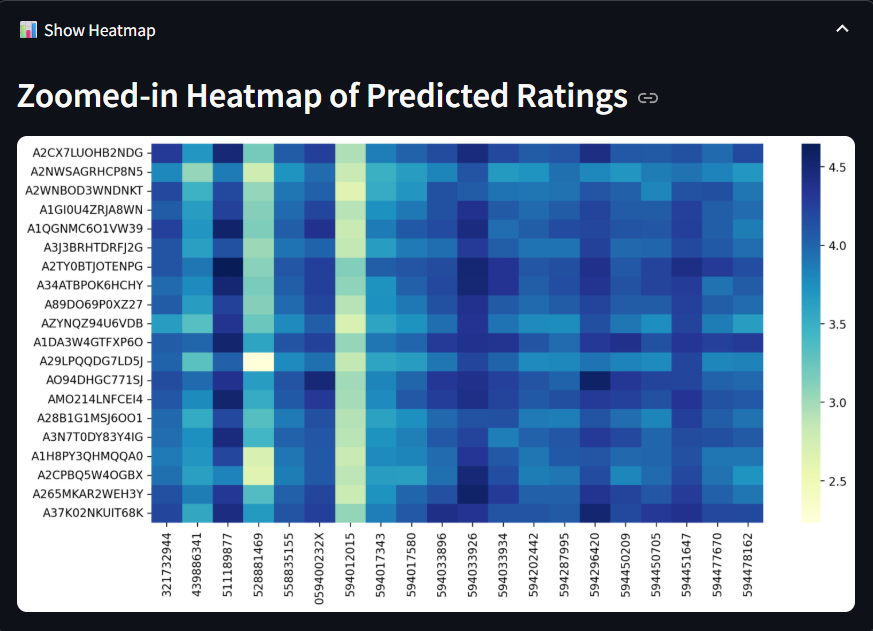 Show Heatmap
Zoomed-in Heatmap of Predicted Ratings
A2CX7LUOHB2NDG
A2NWSAGRHCP8N5
A2WNBOD3WNDNKT
A1GI0U4ZRJA8WN
A1QGNMC6O1VW39
A3J3BRHTDRFJ2G
A2TY0BTJOTENPG
A34ATBPOK6HCHY
A89DO69P0XZ27
AZYNQZ94U6VDB
A1DA3W4GTFXP6O
A29LPQQDG7LD5J
AO94DHGC771SJ
AMO214LNFCEI4
A28B1G1MSJ6OO1
A3N7T0DY83Y4IG
A1H8PY3QHMQQA0
A2CPBQ5W4OGBX
A265MKAR2WEH3Y
A37K02NKUIT68K
321732944
439886341
511189877
528881469
558835155
059400232X
594012015
594017343
594017580
594033896
594033926
594033934
594202442
594287995
594296420
594450209
594450705
594451647
594477670
594478162
4.5
4.0
3.5
3.0
2.5